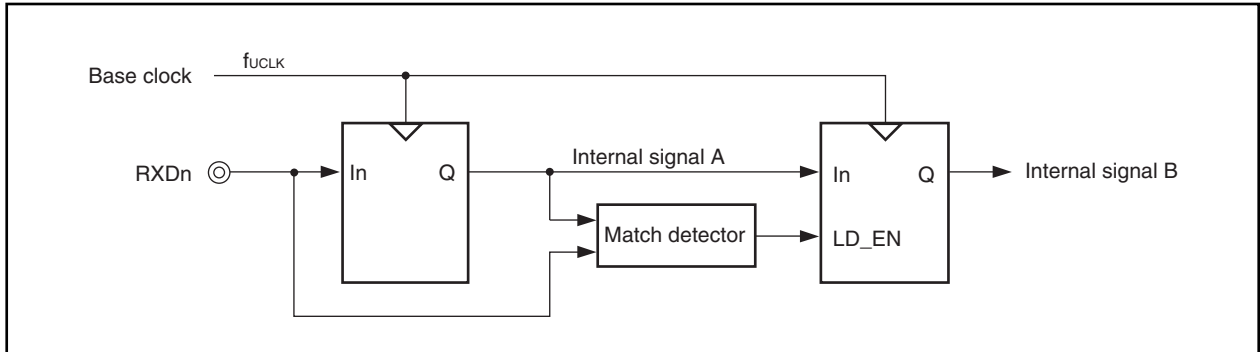 Base clock
fUCLK
RXDn
In
Q
Internal signal A
Match detector
In
Q
LD_EN
Internal signal B